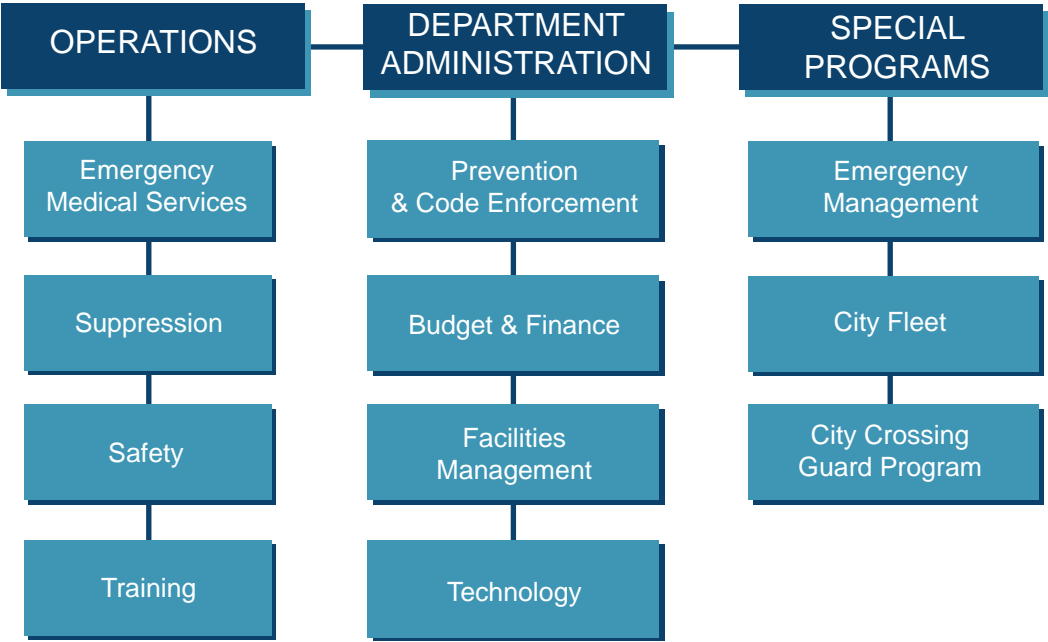 OPERATIONS
Emergency
Medical Services
Suppression
Safety
Training
DEPARTMENT
ADMINISTRATION
Prevention
& Code Enforcement
Budget & Finance
Facilities
Management
Technology
SPECIAL
PROGRAMS
Emergency
Management
City Fleet
City Crossing
Guard Program